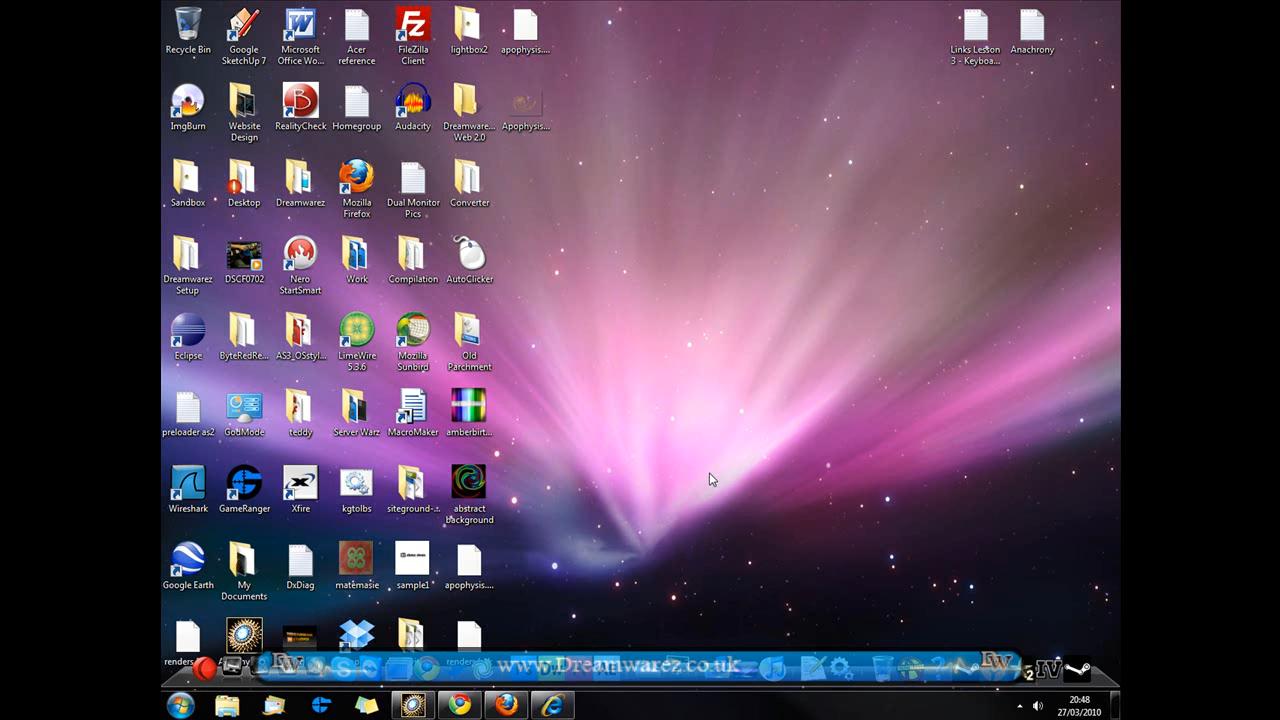 Recycle Bin
Google SketchUp 7
Microsoft Office Wo...
Acer reference
FileZilla Client
lightbox2
apophysis....
Links Lesson 3 - Keyboa...
Anachrony
ImgBurn
Website Design
RealityCheck
Homegroup
Audacity
Dreamware... Web 2.0
Apophysis...
Sandbox
Desktop
Dreamwarez
Mozilla Firefox
Dual Monitor Pics
Converter
Dreamwarez Setup
DSCF0702
Nero StartSmart
Work
Compilation
AutoClicker
Eclipse
ByteRedRe...
AS3_OSstyl...
LimeWire 5.3.6
Mozilla Sunbird
Old Parchment
preloader as2
GodMode
teddy
Server Warz
MacroMaker
amberbirt...
Wireshark
GameRanger
Xfire
kgtolbs
siteground-...
abstract background
Google Earth
My Documents
DxDiag
matemasie
sample1
apophysis....
www.Dreamwarez.co.uk
IV
20:48
27/03/2010